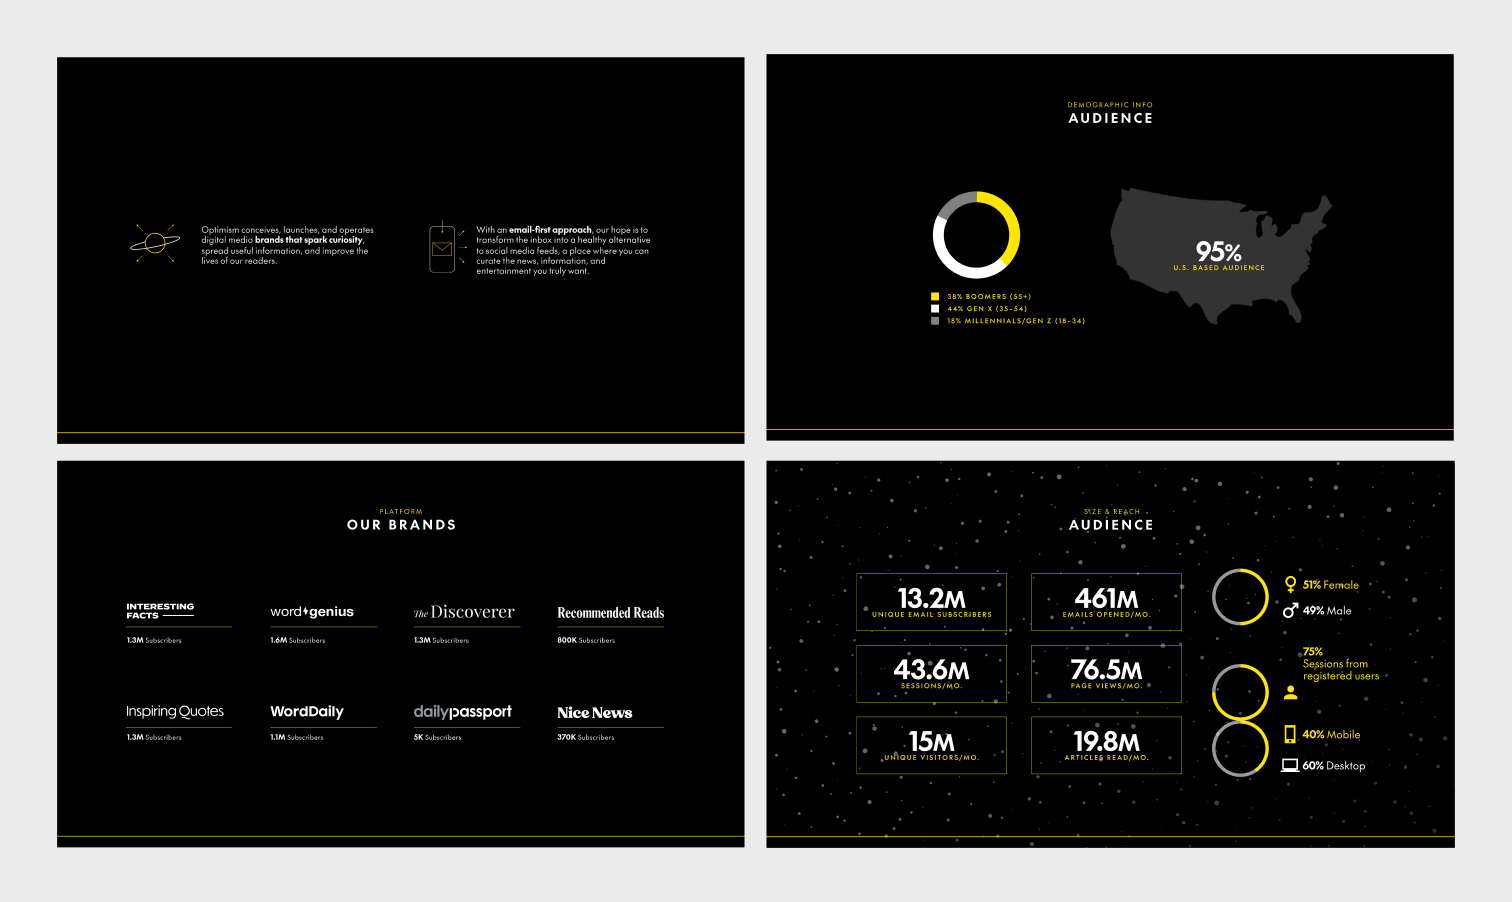 Optimism conceives, launches, and operates
digital media brands that spark curiosity,
spread useful information, and improve the
lives of our readers.
With an email-first approach, our hope is to
transform the inbox into a healthy alternative
to social media feeds, a place where you can
curate the news, information, and
entertainment you truly want.
DEMOGRAPHIC INFO
AUDIENCE
95%
U.S. BASED AUDIENCE
38% BOOMERS (55+)
44% GEN X (35–54)
18% MILLENNIALS/GEN Z (18–34)
PLATFORM
OUR BRANDS
INTERESTING
FACTS
1.3M Subscribers
wordgenius
1.6M Subscribers
The Discoverer
1.3M Subscribers
Recommended Reads
800K Subscribers
Inspiring Quotes
1.3M Subscribers
WordDaily
1.1M Subscribers
dailypassport
5K Subscribers
Nice News
370K Subscribers
SIZE & REACH
AUDIENCE
13.2M
UNIQUE EMAIL SUBSCRIBERS
461M
EMAILS OPENED/MO.
43.6M
SESSIONS/MO.
76.5M
PAGE VIEWS/MO.
15M
UNIQUE VISITORS/MO.
19.8M
ARTICLES READ/MO.
51% Female
49% Male
75%
Sessions from
registered users
40% Mobile
60% Desktop